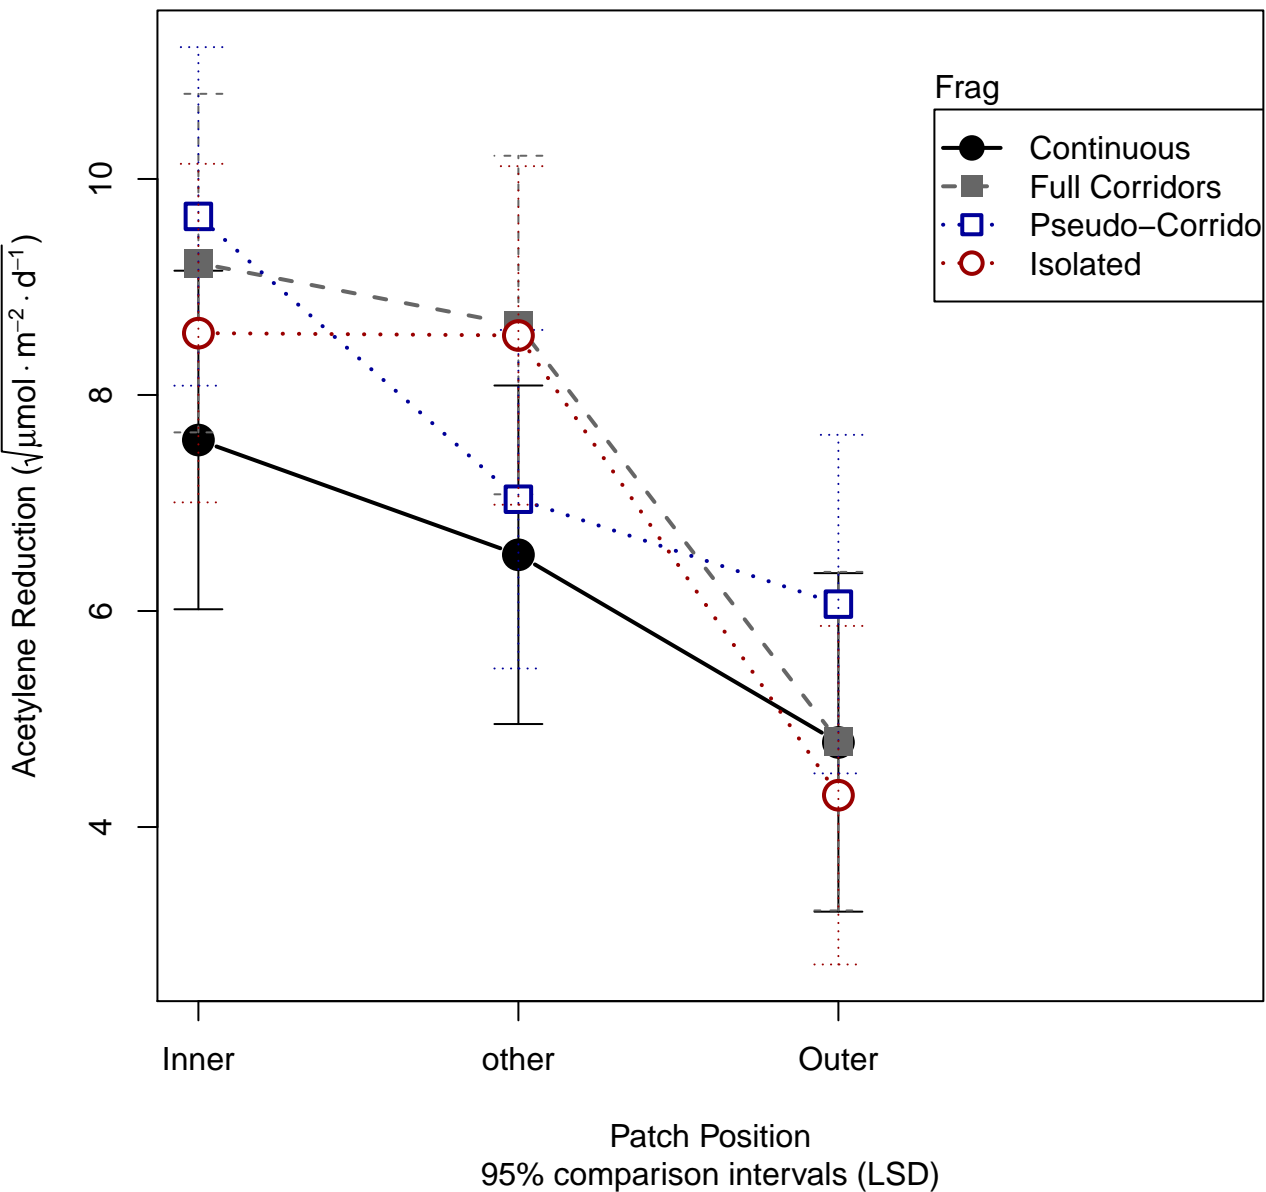 Frag
Continuous
Full Corridors
Pseudo−Corrido
Isolated
Acetylene Reduction (√μmol · m⁻² · d⁻¹)
10
8
6
4
Inner other Outer
Patch Position
95% comparison intervals (LSD)